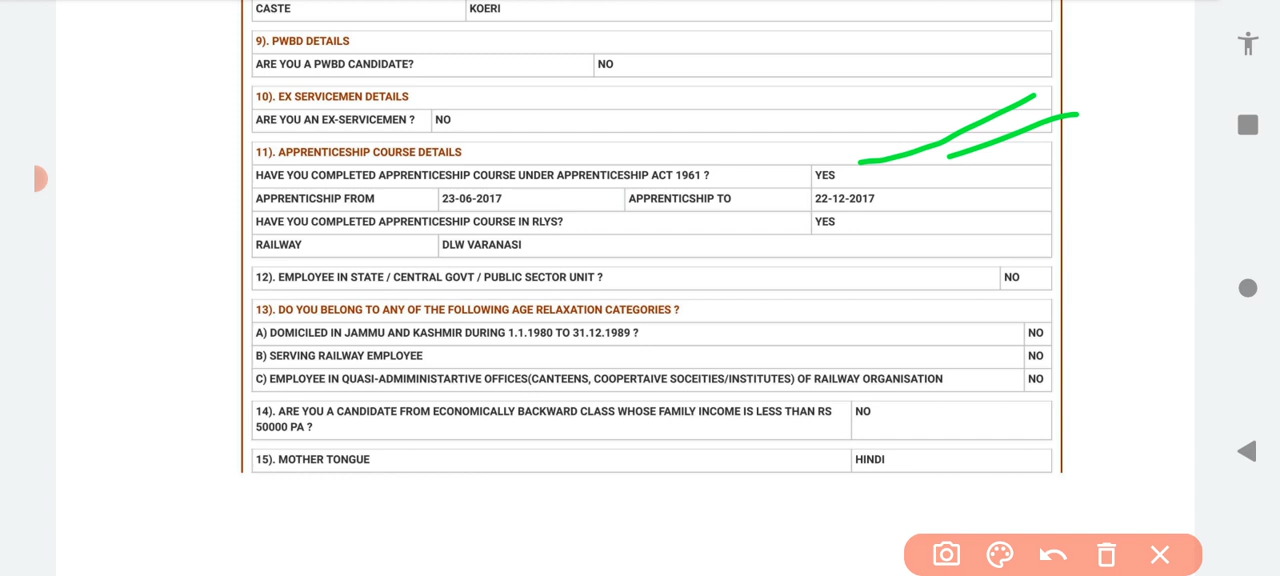 CASTE KOERI
9). PWBD DETAILS
ARE YOU A PWBD CANDIDATE? NO
10). EX SERVICEMEN DETAILS
ARE YOU AN EX-SERVICEMEN ? NO
11). APPRENTICESHIP COURSE DETAILS
HAVE YOU COMPLETED APPRENTICESHIP COURSE UNDER APPRENTICESHIP ACT 1961 ? YES
APPRENTICSHIP FROM 23-06-2017 APPRENTICSHIP TO 22-12-2017
HAVE YOU COMPLETED APPRENTICESHIP COURSE IN RLYS? YES
RAILWAY DLW VARANASI
12). EMPLOYEE IN STATE / CENTRAL GOVT / PUBLIC SECTOR UNIT ? NO
13). DO YOU BELONG TO ANY OF THE FOLLOWING AGE RELAXATION CATEGORIES ?
A) DOMICILED IN JAMMU AND KASHMIR DURING 1.1.1980 TO 31.12.1989 ? NO
B) SERVING RAILWAY EMPLOYEE NO
C) EMPLOYEE IN QUASI-ADMIMINISTARTIVE OFFICES(CANTEENS, COOPERTAIVE SOCEITIES/INSTITUTES) OF RAILWAY ORGANISATION NO
14). ARE YOU A CANDIDATE FROM ECONOMICALLY BACKWARD CLASS WHOSE FAMILY INCOME IS LESS THAN RS NO
50000 PA ?
15). MOTHER TONGUE HINDI